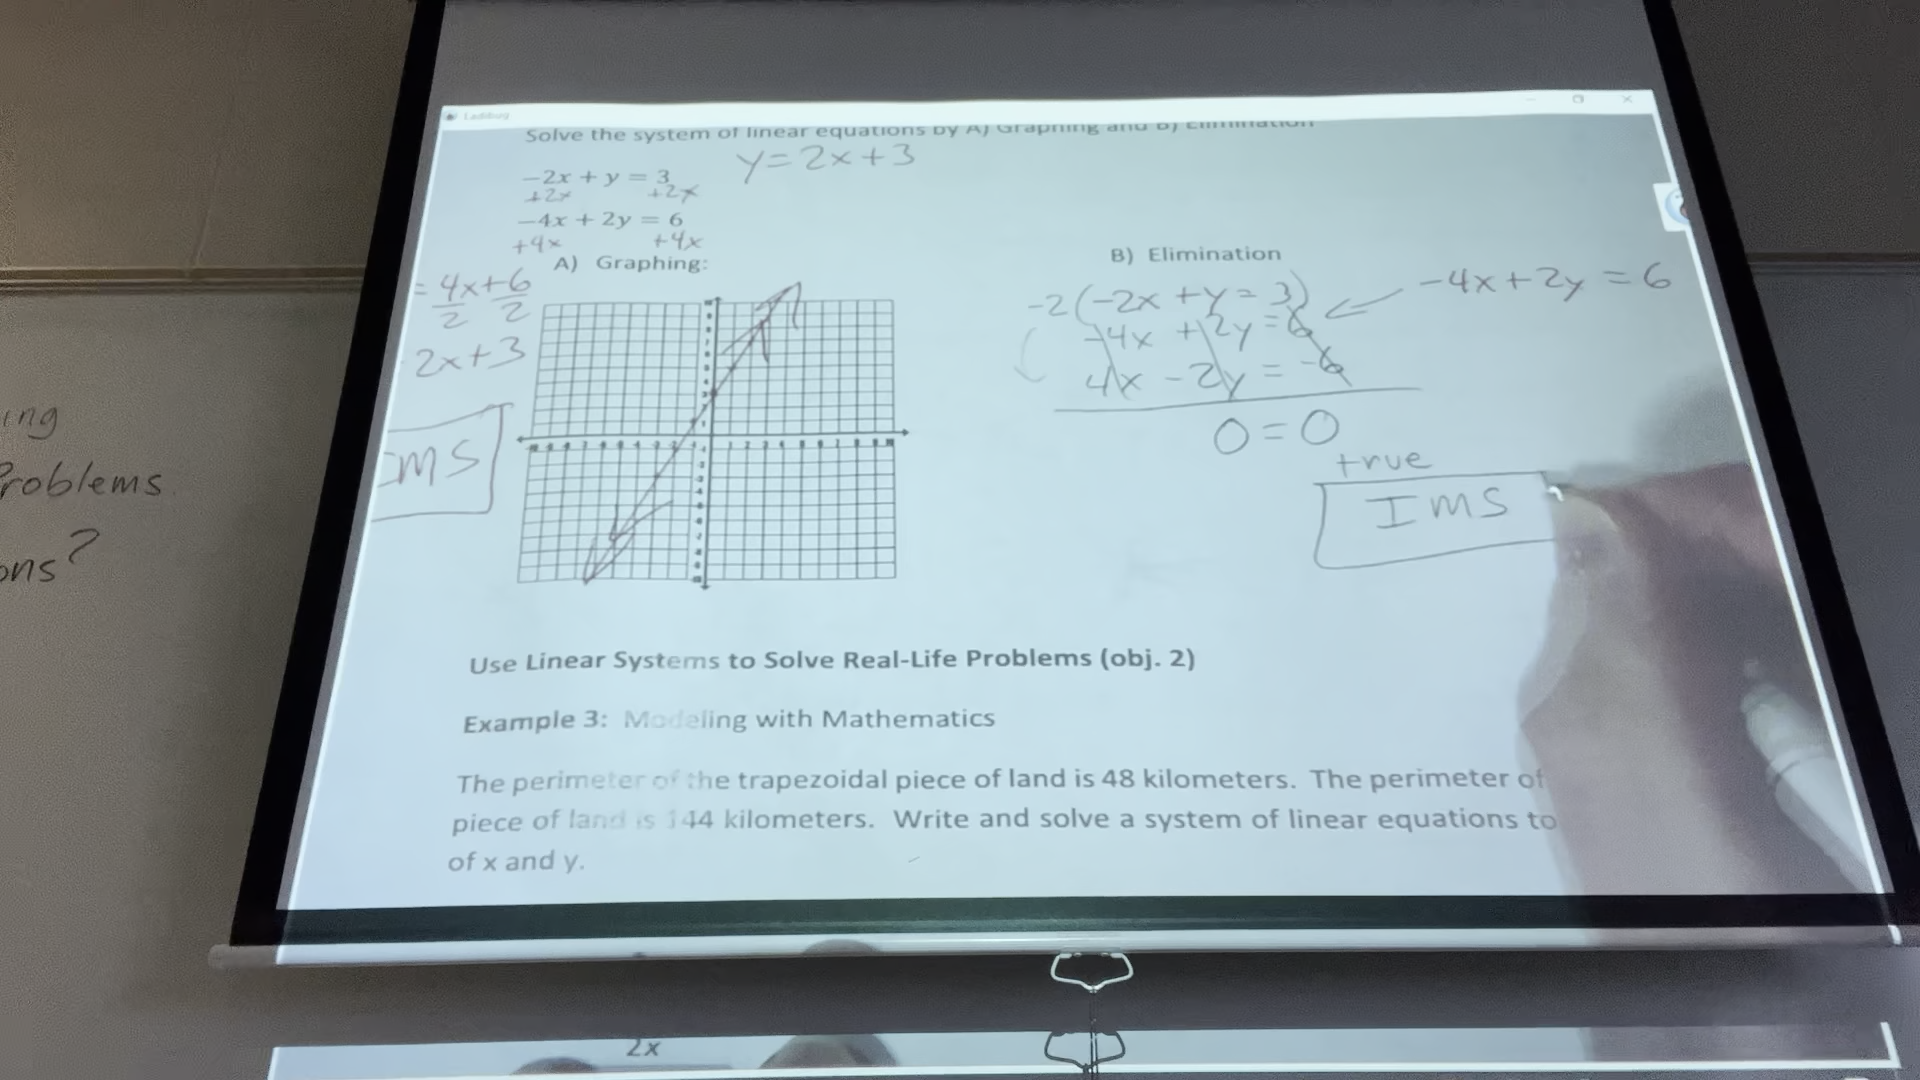 Ladibug
Solve the system of linear equations by A) Graphing and B) Elimination
y = 2x + 3
-2x + y = 3
+2x +2x
-4x + 2y = 6
+4x +4x
A) Graphing:
= 4x+6
2 2
2x+3
IMS
B) Elimination
-2(-2x + y = 3)
-4x + 2y = 6
-4x + 2y = 6
4x - 2y = -6
0 = 0
true
IMS
ing
Problems
ons?
Use Linear Systems to Solve Real-Life Problems (obj. 2)
Example 3: Modeling with Mathematics
The perimeter of the trapezoidal piece of land is 48 kilometers. The perimeter of
piece of land is 144 kilometers. Write and solve a system of linear equations to
of x and y.
2x